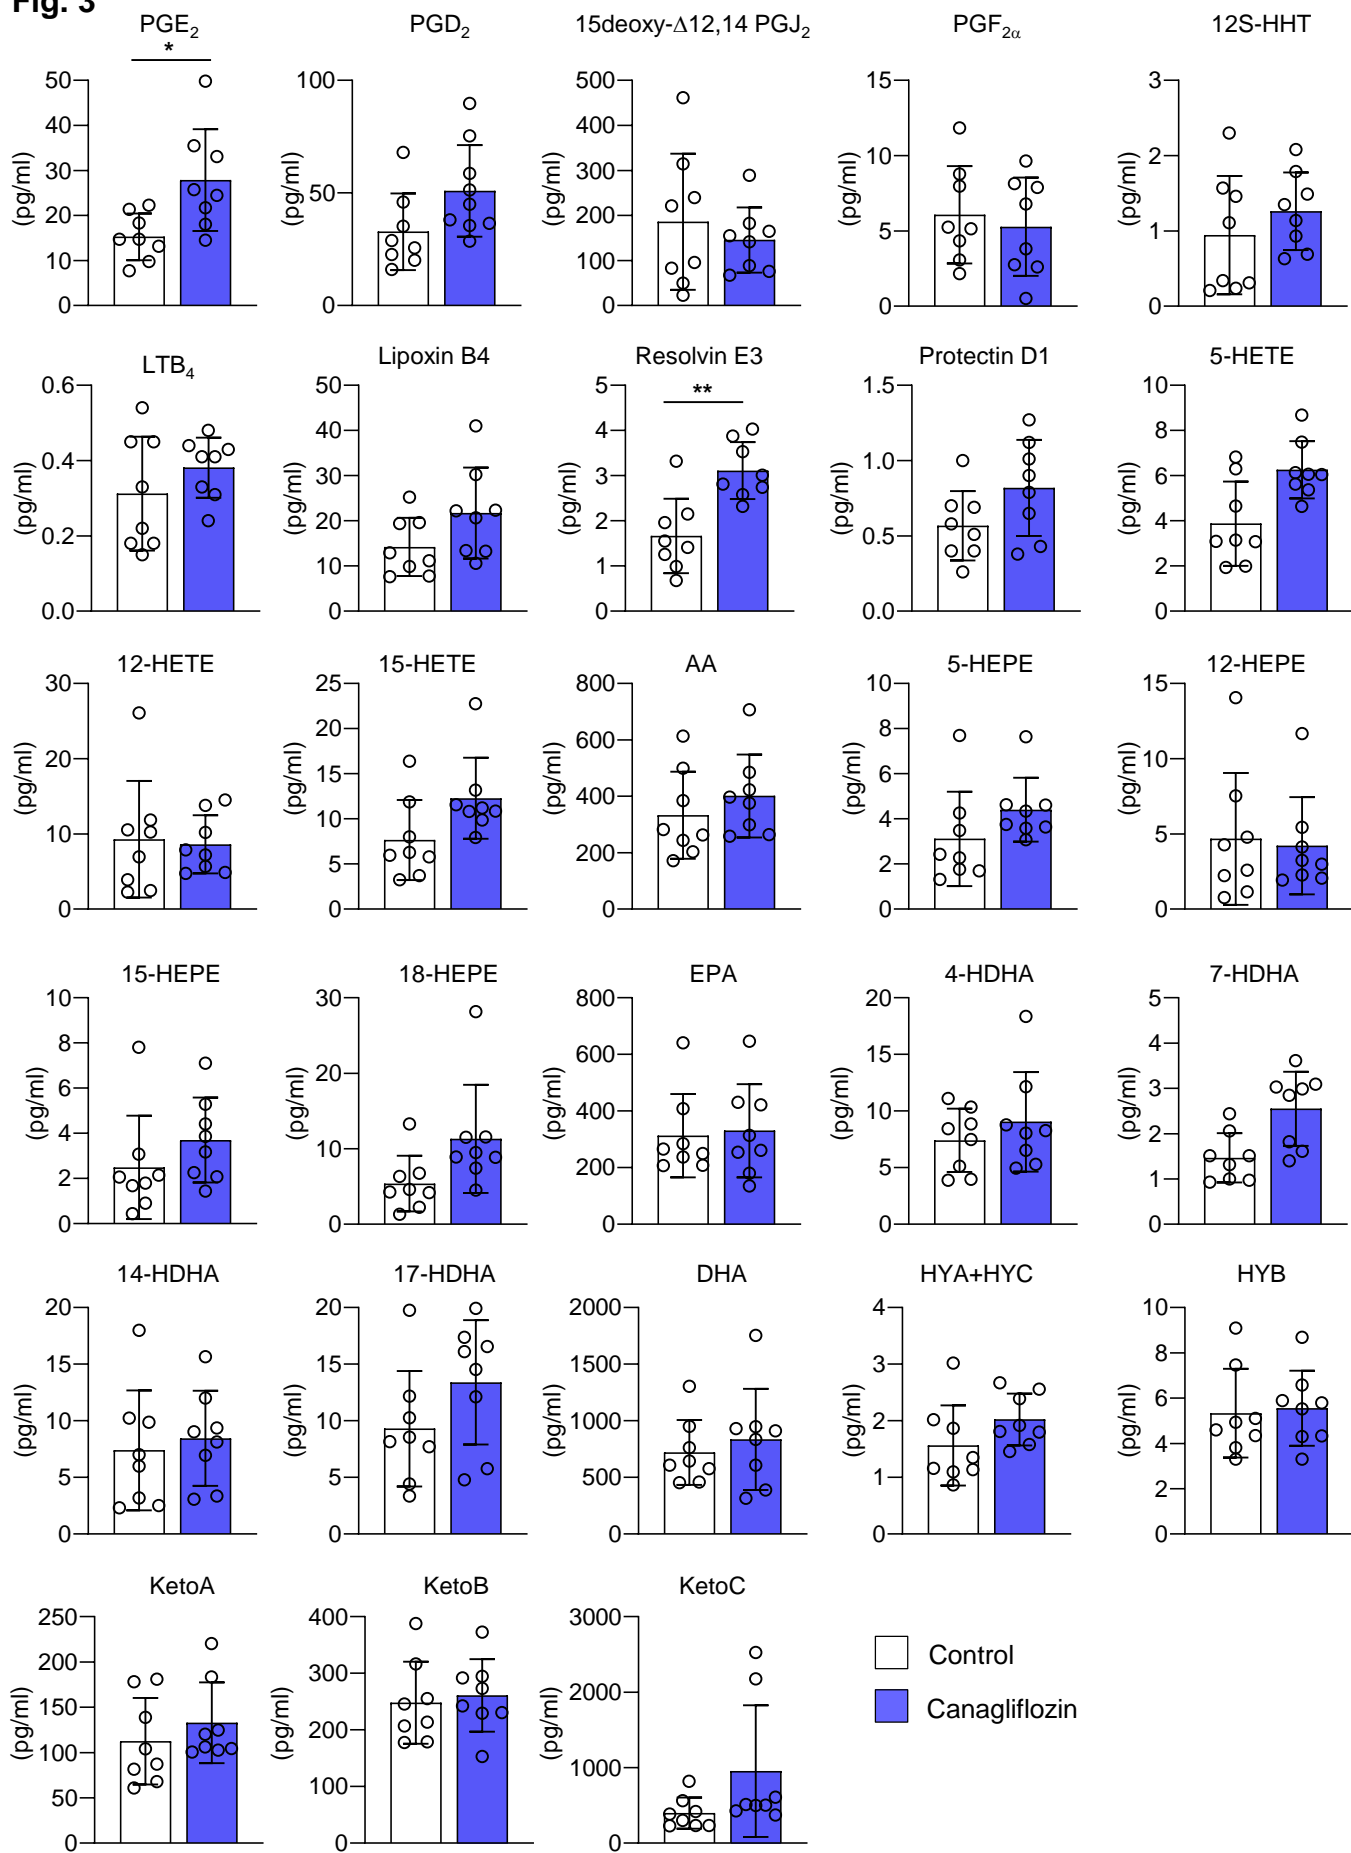 Fig. 3
PGE2 PGD2 15deoxy-Δ12,14 PGJ2 PGF2α 12S-HHT
*
50 100 500 15 3
40 400
30 300 10 2
50
20 200 5 1
10 100
0 0 0 0 0
(pg/ml) (pg/ml) (pg/ml) (pg/ml) (pg/ml)
LTB4 Lipoxin B4 Resolvin E3 Protectin D1 5-HETE
**
0.6 50 5 1.5 10
40 4 8
0.4 30 3 1.0 6
0.2 20 2 0.5 4
10 1 2
0.0 0 0 0.0 0
(pg/ml) (pg/ml) (pg/ml) (pg/ml) (pg/ml)
12-HETE 15-HETE AA 5-HEPE 12-HEPE
30 25 800 10 15
20 600 8
20 15 6 10
400
10 10 4 5
5 200 2
0 0 0 0 0
(pg/ml) (pg/ml) (pg/ml) (pg/ml) (pg/ml)
15-HEPE 18-HEPE EPA 4-HDHA 7-HDHA
10 30 800 20 5
8 600 15 4
6 20 3
400 10
4 10 2
2 200 5 1
0 0 0 0 0
(pg/ml) (pg/ml) (pg/ml) (pg/ml) (pg/ml)
14-HDHA 17-HDHA DHA HYA+HYC HYB
20 20 2000 4 10
15 15 1500 3 8
6
10 10 1000 2
4
5 5 500 1 2
0 0 0 0 0
(pg/ml) (pg/ml) (pg/ml) (pg/ml) (pg/ml)
KetoA KetoB KetoC
250 400 3000
200 300
150 2000
200
100 1000
50 100
0 0 0
(pg/ml) (pg/ml) (pg/ml)
Control
Canagliflozin